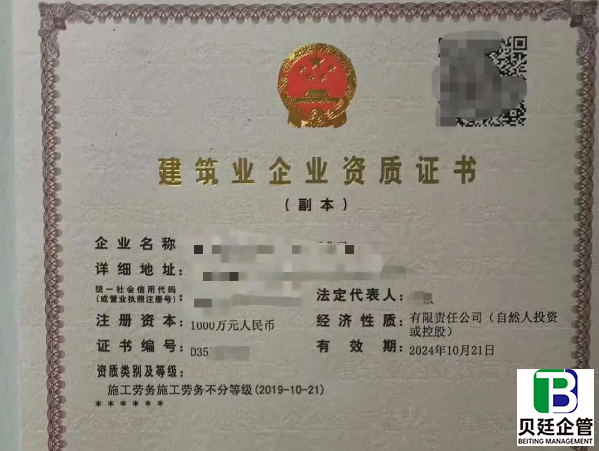 建筑业企业资质证书
（副本）
企业名称：
详细地址：
统一社会信用代码
(或营业执照注册号)：
法定代表人：
注册资本：1000万元人民币
经济性质：有限责任公司（自然人投资
或控股）
证书编号：D35
有效期：2024年10月21日
资质类别及等级：
施工劳务施工劳务不分等级(2019-10-21)
******
贝廷企管
BEITING MANAGEMENT